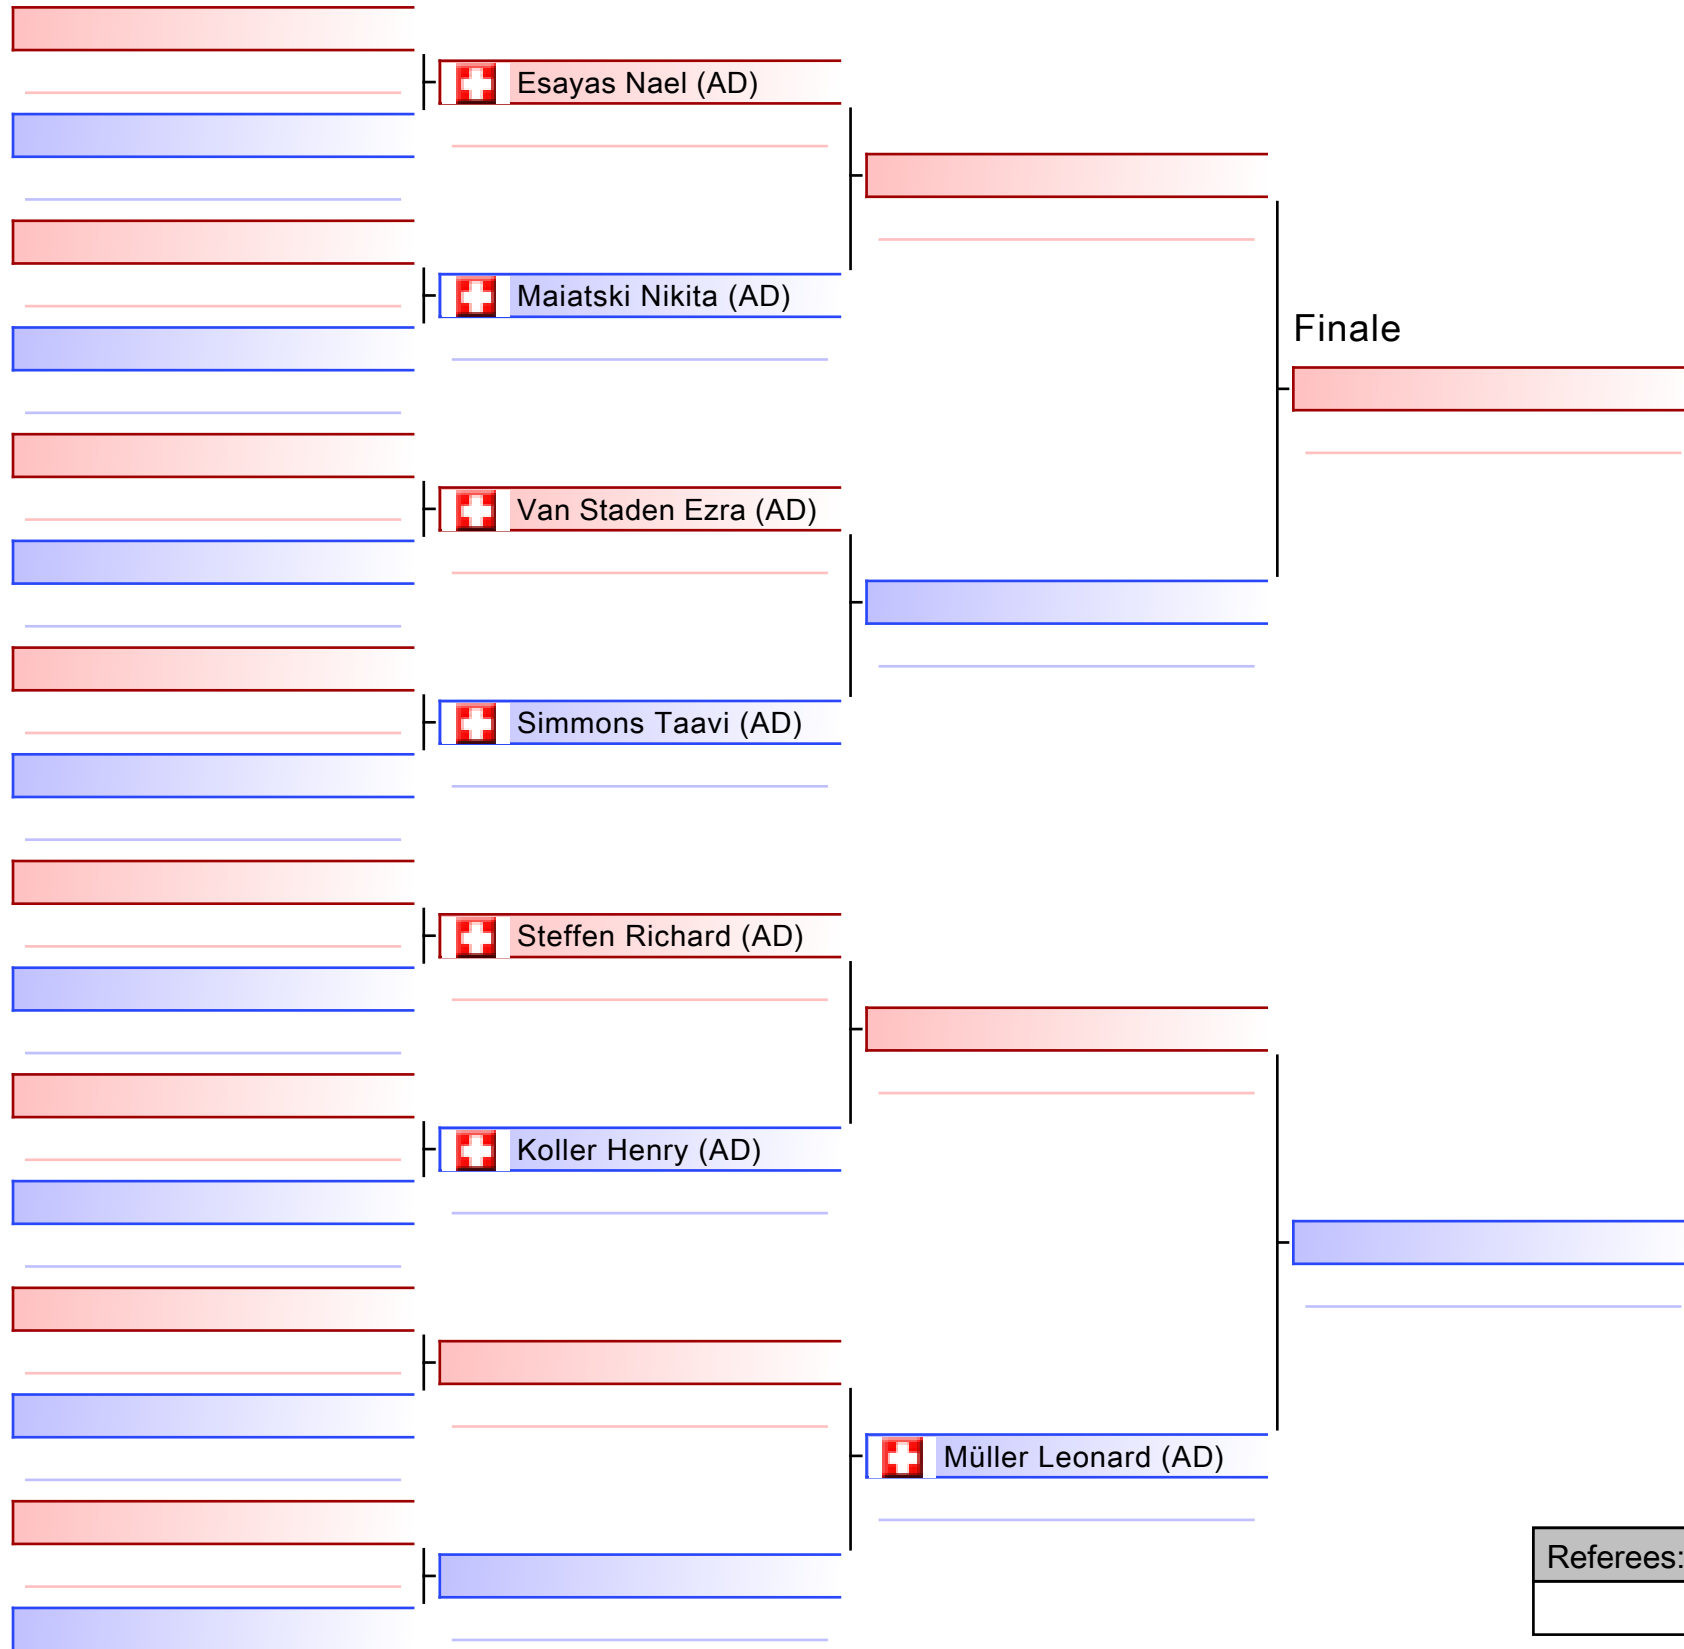 Esayas Nael (AD)
Maiatski Nikita (AD)
Finale
Van Staden Ezra (AD)
Simmons Taavi (AD)
Steffen Richard (AD)
Koller Henry (AD)
Müller Leonard (AD)
Referees: